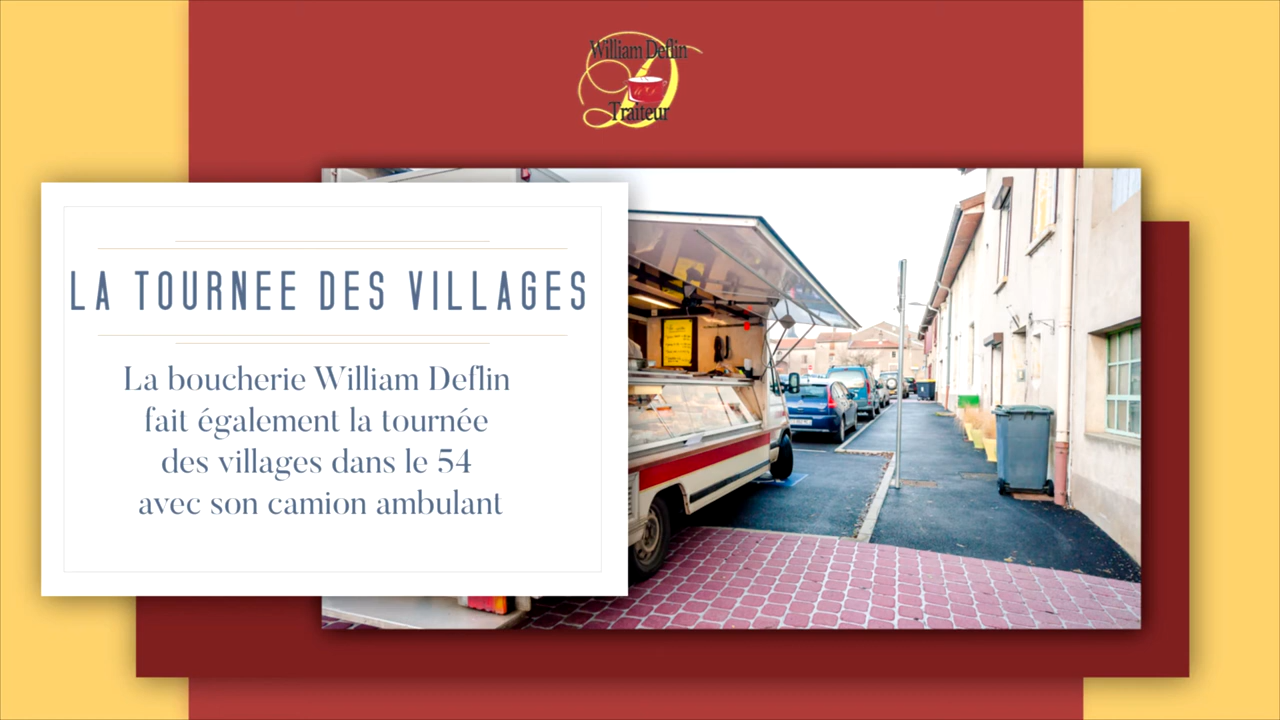 William Deflin
Traiteur
LA TOURNEE DES VILLAGES
La boucherie William Deflin
fait également la tournée
des villages dans le 54
avec son camion ambulant